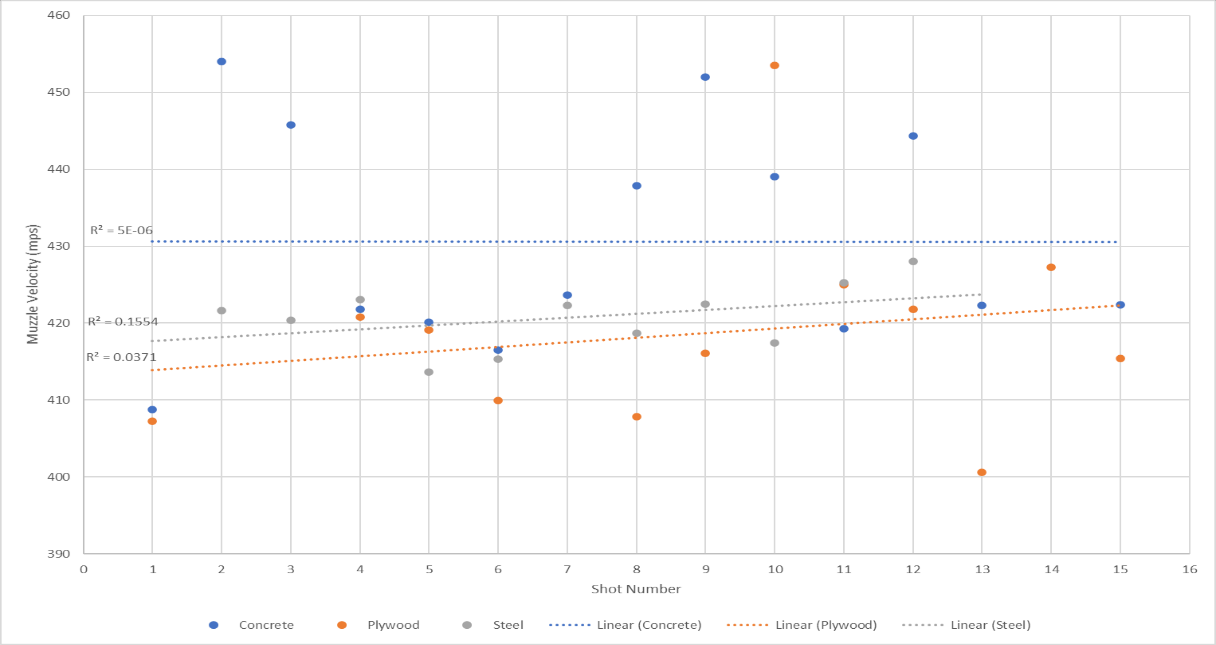 460
450
440
430
420
410
400
390
Muzzle Velocity (mps)
R² = 5E-06
R² = 0.1554
R² = 0.0371
0 1 2 3 4 5 6 7 8 9 10 11 12 13 14 15 16
Shot Number
Concrete Plywood Steel Linear (Concrete) Linear (Plywood) Linear (Steel)